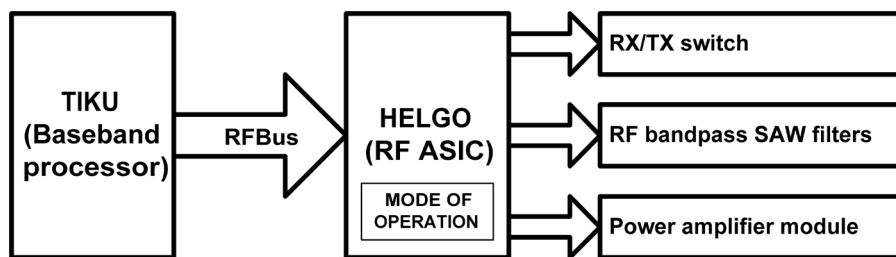 TIKU
(Baseband
processor)
RFBus
HELGO
(RF ASIC)
MODE OF
OPERATION
RX/TX switch
RF bandpass SAW filters
Power amplifier module